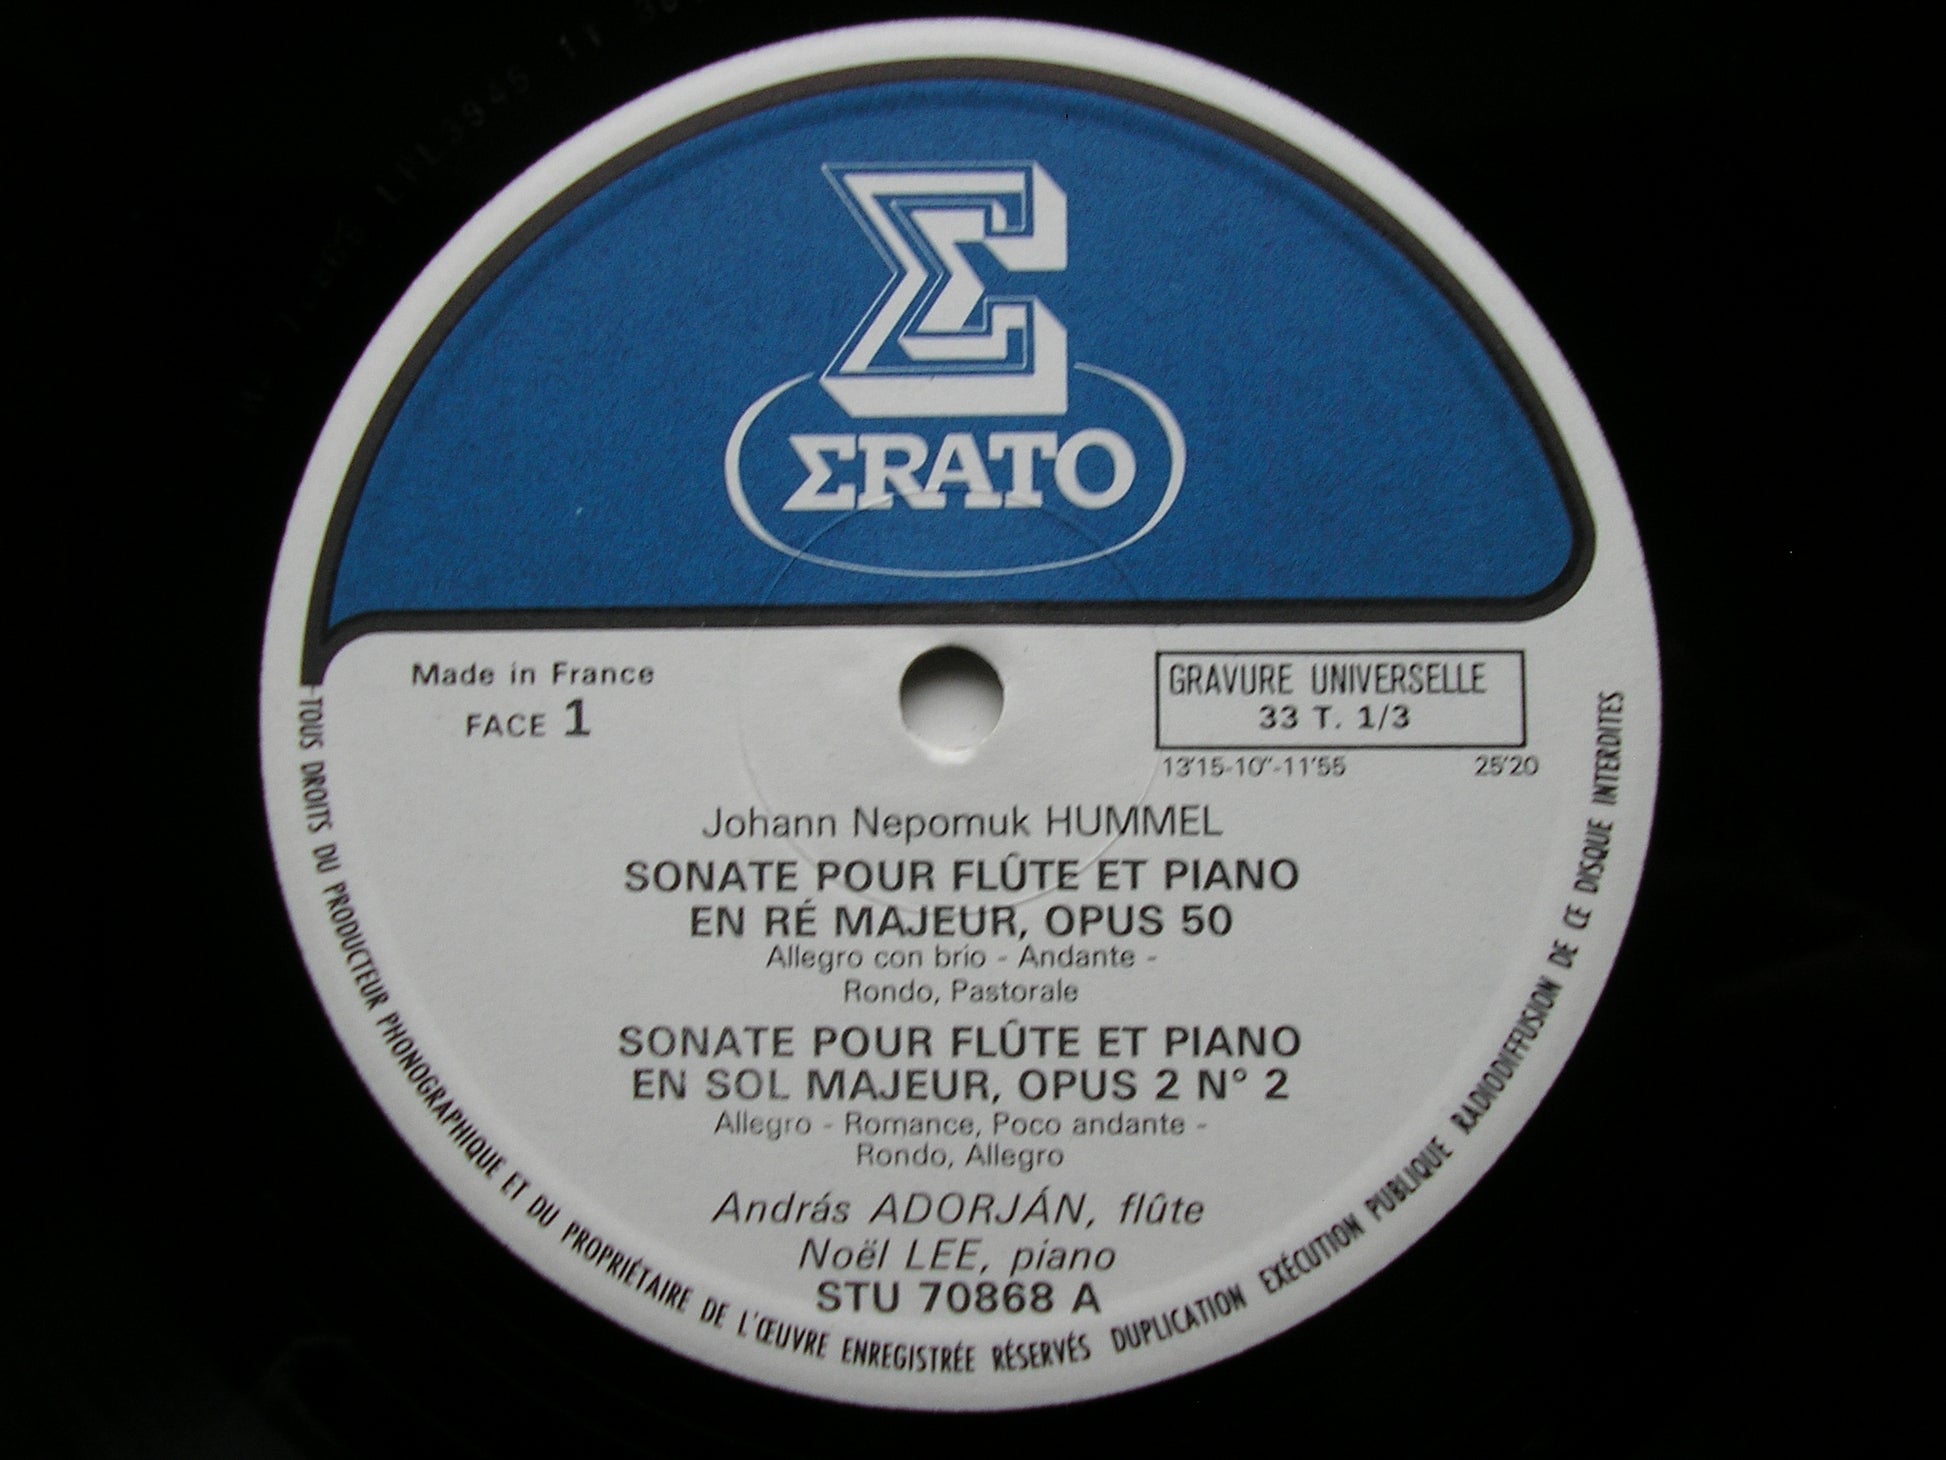 Σ
ΣRATO
Made in France
FACE 1
GRAVURE UNIVERSELLE
33 T. 1/3
13'15-10"-11'55 25'20
Johann Nepomuk HUMMEL
SONATE POUR FLÛTE ET PIANO
EN RÉ MAJEUR, OPUS 50
Allegro con brio - Andante -
Rondo, Pastorale
SONATE POUR FLÛTE ET PIANO
EN SOL MAJEUR, OPUS 2 N° 2
Allegro - Romance, Poco andante -
Rondo, Allegro
András ADORJÁN, flûte
Noël LEE, piano
STU 70868 A
TOUS DROITS DU PRODUCTEUR PHONOGRAPHIQUE ET DU PROPRIÉTAIRE DE L'ŒUVRE ENREGISTRÉE RÉSERVÉS DUPLICATION EXÉCUTION PUBLIQUE RADIODIFFUSION DE CE DISQUE INTERDITES